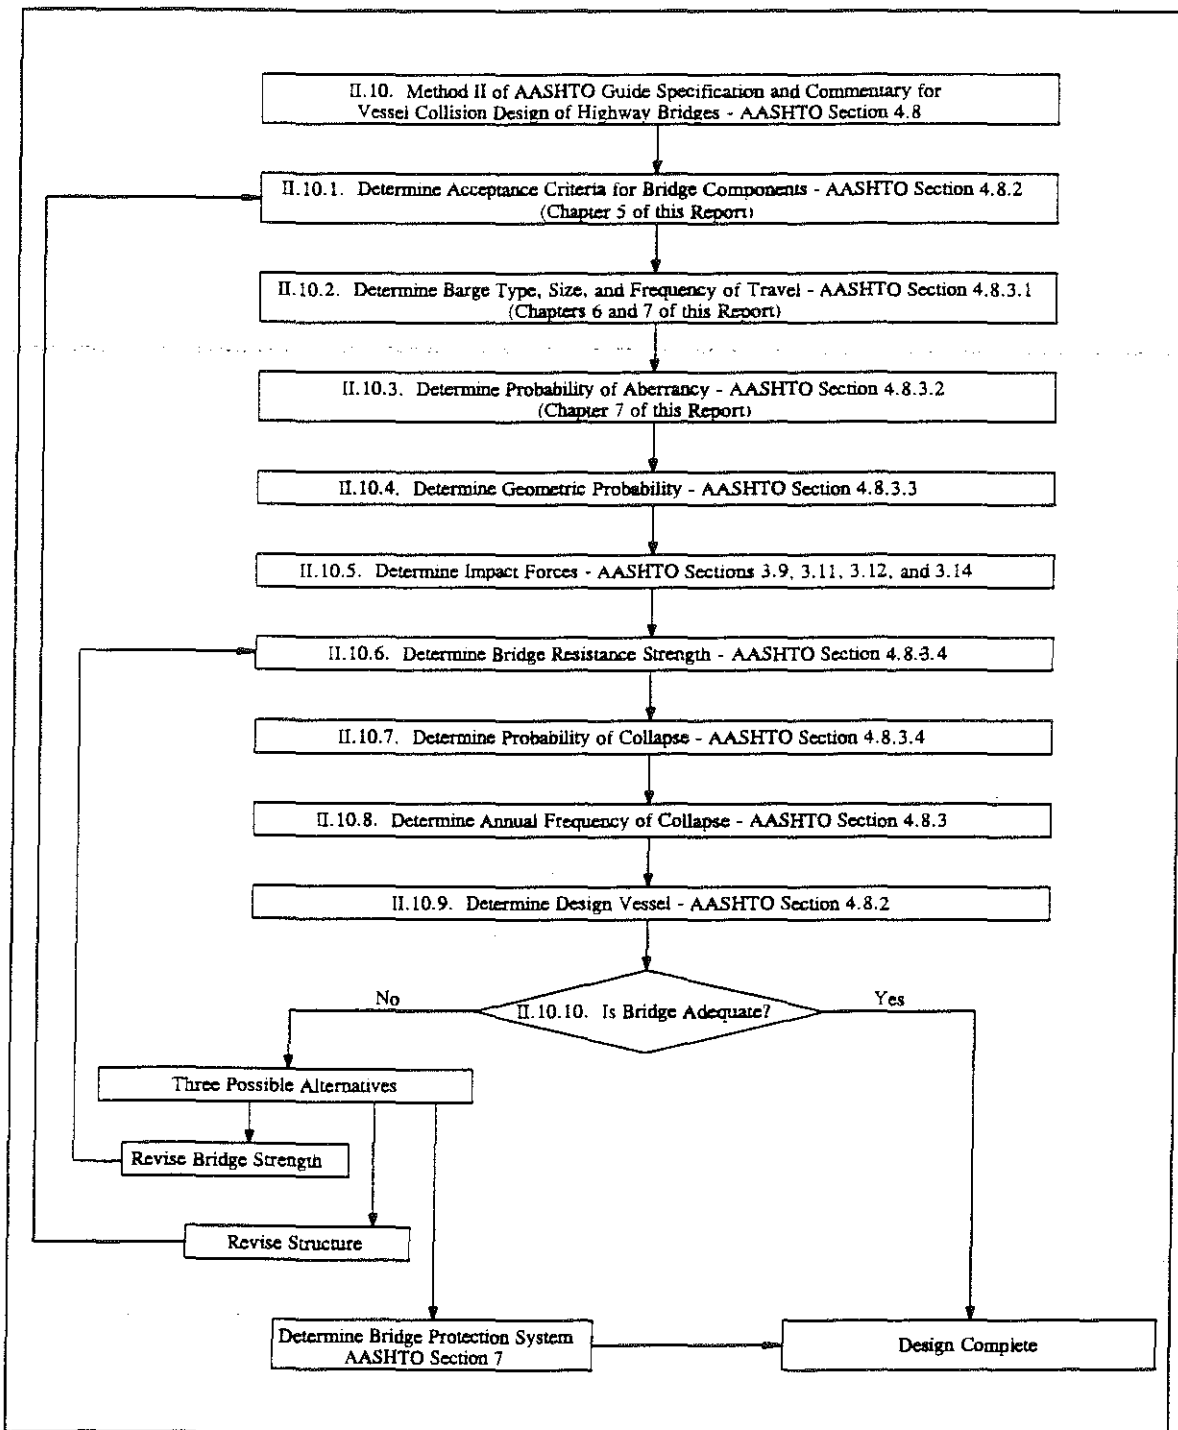 II.10. Method II of AASHTO Guide Specification and Commentary for
Vessel Collision Design of Highway Bridges - AASHTO Section 4.8
II.10.1. Determine Acceptance Criteria for Bridge Components - AASHTO Section 4.8.2
(Chapter 5 of this Report)
II.10.2. Determine Barge Type, Size, and Frequency of Travel - AASHTO Section 4.8.3.1
(Chapters 6 and 7 of this Report)
II.10.3. Determine Probability of Aberrancy - AASHTO Section 4.8.3.2
(Chapter 7 of this Report)
II.10.4. Determine Geometric Probability - AASHTO Section 4.8.3.3
II.10.5. Determine Impact Forces - AASHTO Sections 3.9, 3.11, 3.12, and 3.14
II.10.6. Determine Bridge Resistance Strength - AASHTO Section 4.8.3.4
II.10.7. Determine Probability of Collapse - AASHTO Section 4.8.3.4
II.10.8. Determine Annual Frequency of Collapse - AASHTO Section 4.8.3
II.10.9. Determine Design Vessel - AASHTO Section 4.8.2
No
II.10.10. Is Bridge Adequate?
Yes
Three Possible Alternatives
Revise Bridge Strength
Revise Structure
Determine Bridge Protection System
AASHTO Section 7
Design Complete